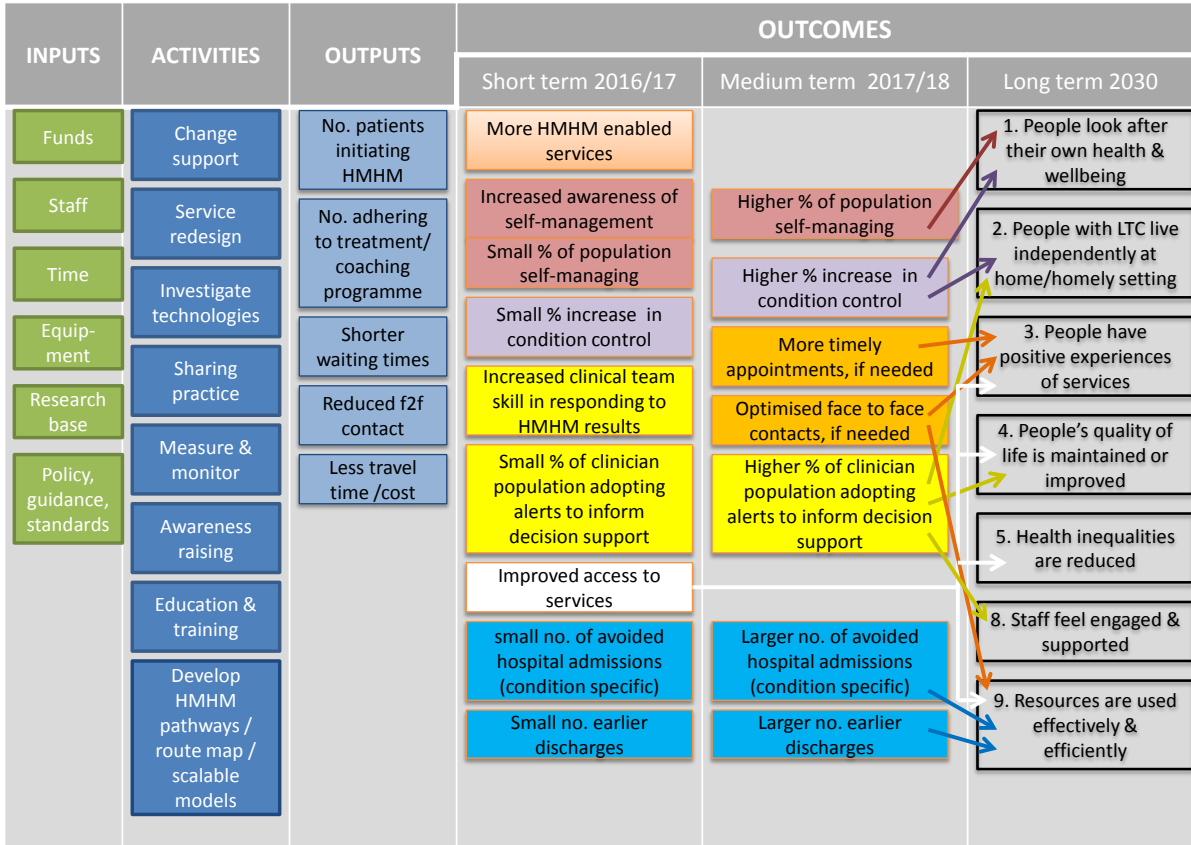 INPUTS
ACTIVITIES
OUTPUTS
OUTCOMES
Short term 2016/17
Medium term 2017/18
Long term 2030
Funds
Staff
Time
Equip-
ment
Research
base
Policy,
guidance,
standards
Change
support
Service
redesign
Investigate
technologies
Sharing
practice
Measure &
monitor
Awareness
raising
Education &
training
Develop
HMHM
pathways /
route map /
scalable
models
No. patients
initiating
HMHM
No. adhering
to treatment/
coaching
programme
Shorter
waiting times
Reduced f2f
contact
Less travel
time /cost
More HMHM enabled
services
Increased awareness of
self-management
Small % of population
self-managing
Small % increase in
condition control
Increased clinical team
skill in responding to
HMHM results
Small % of clinician
population adopting
alerts to inform
decision support
Improved access to
services
small no. of avoided
hospital admissions
(condition specific)
Small no. earlier
discharges
Higher % of population
self-managing
Higher % increase in
condition control
More timely
appointments, if needed
Optimised face to face
contacts, if needed
Higher % of clinician
population adopting
alerts to inform decision
support
Larger no. of avoided
hospital admissions
(condition specific)
Larger no. earlier
discharges
1. People look after
their own health &
wellbeing
2. People with LTC live
independently at
home/homely setting
3. People have
positive experiences
of services
4. People's quality of
life is maintained or
improved
5. Health inequalities
are reduced
8. Staff feel engaged &
supported
9. Resources are used
effectively &
efficiently